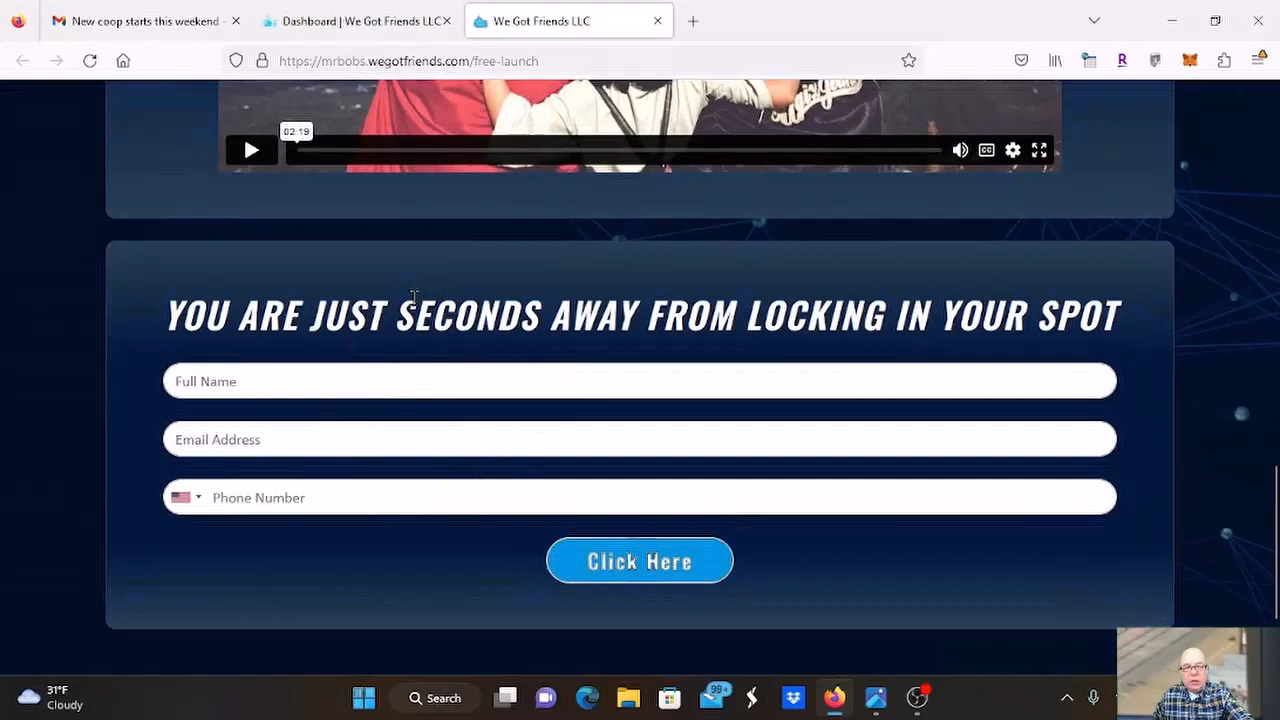 New coop starts this weekend -
Dashboard | We Got Friends LLC
We Got Friends LLC
https://mrbobs.wegotfriends.com/free-launch
R
02:19
CC
YOU ARE JUST SECONDS AWAY FROM LOCKING IN YOUR SPOT
Full Name
Email Address
Phone Number
Click Here
31°F
Cloudy
Search
99+